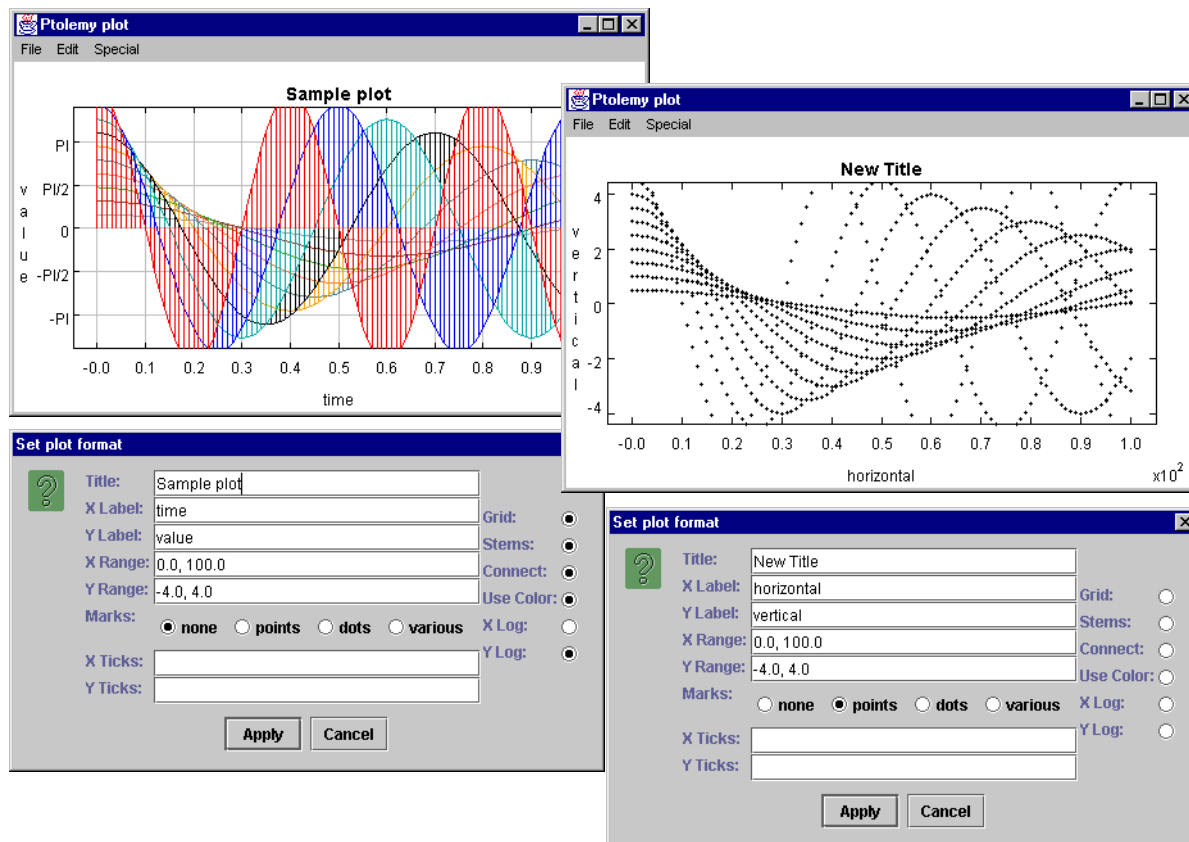 Ptolemy plot
File Edit Special
Sample plot
PI
PI/2
0
-PI/2
-PI
value
-0.0 0.1 0.2 0.3 0.4 0.5 0.6 0.7 0.8 0.9
time
Ptolemy plot
File Edit Special
New Title
4
2
0
-2
-4
vertical
-0.0 0.1 0.2 0.3 0.4 0.5 0.6 0.7 0.8 0.9 1.0
horizontal
x10 2
Set plot format
Title: Sample plot
X Label: time
Y Label: value
X Range: 0.0, 100.0
Y Range: -4.0, 4.0
Marks: none points dots various
X Ticks:
Y Ticks:
Grid:
Stems:
Connect:
Use Color:
X Log:
Y Log:
Apply Cancel
Set plot format
Title: New Title
X Label: horizontal
Y Label: vertical
X Range: 0.0, 100.0
Y Range: -4.0, 4.0
Marks: none points dots various
X Ticks:
Y Ticks:
Grid:
Stems:
Connect:
Use Color:
X Log:
Y Log:
Apply Cancel